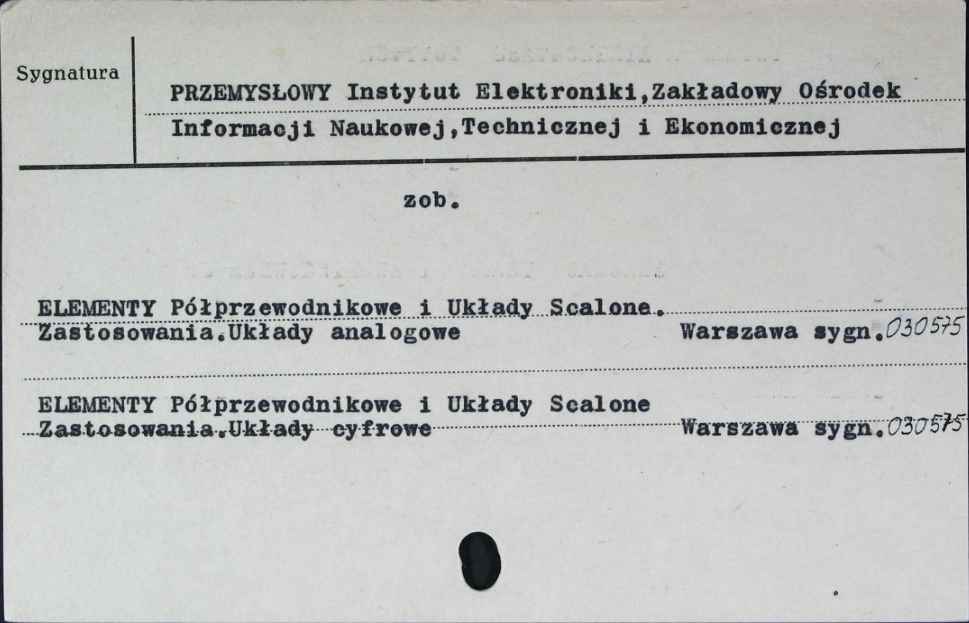 Sygnatura
PRZEMYSŁOWY Instytut Elektroniki,Zakładowy Ośrodek
Informacji Naukowej,Technicznej i Ekonomicznej
zob.
ELEMENTY Półprzewodnikowe i Układy Scalone.
Zastosowania.Układy analogowe Warszawa sygn.030575
ELEMENTY Półprzewodnikowe i Układy Scalone
Zastosowania.Układy cyfrowe Warszawa sygn.030575